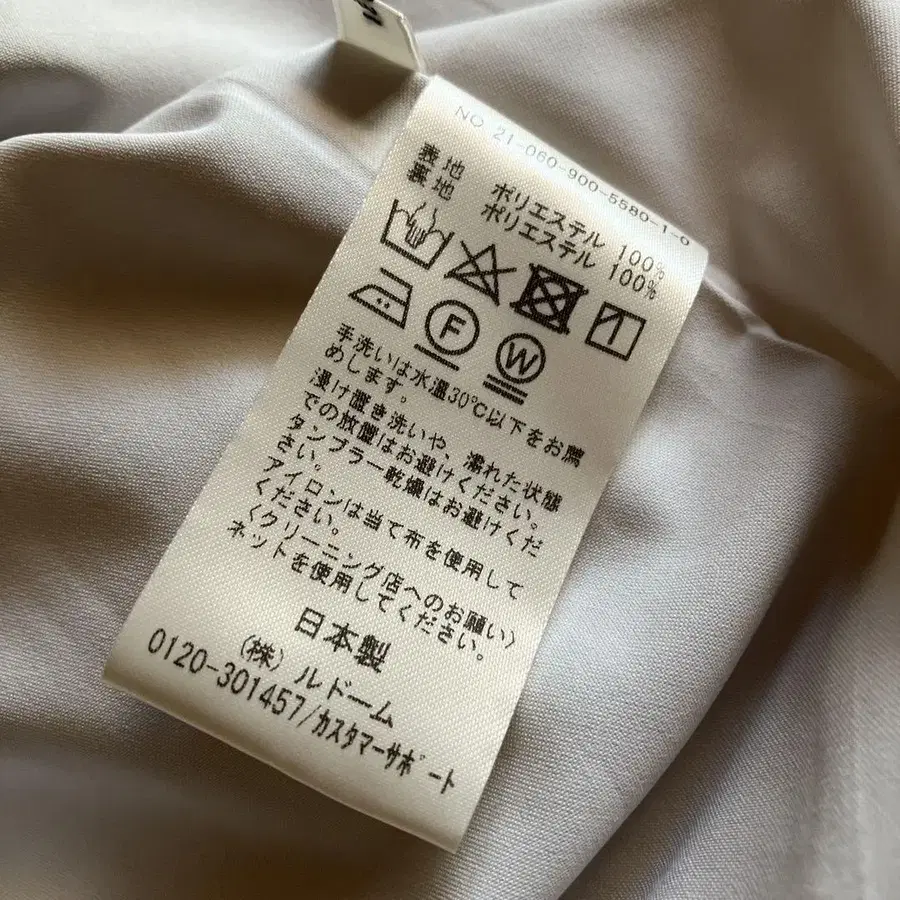 NO 21-060-900-5580-1-0
表地 ポリエステル 100%
裏地 ポリエステル 100%
F
W
手洗いは水温30℃以下をお薦
めします。
浸け置き洗いや、濡れた状態
での放置はお避けください。
タンブラー乾燥はお避けくだ
さい。
アイロンは当て布を使用して
ください。
〈クリーニング店へのお願い〉
ネットを使用してください。
日本製
(株) ルドーム
0120-301457/カスタマーサポート